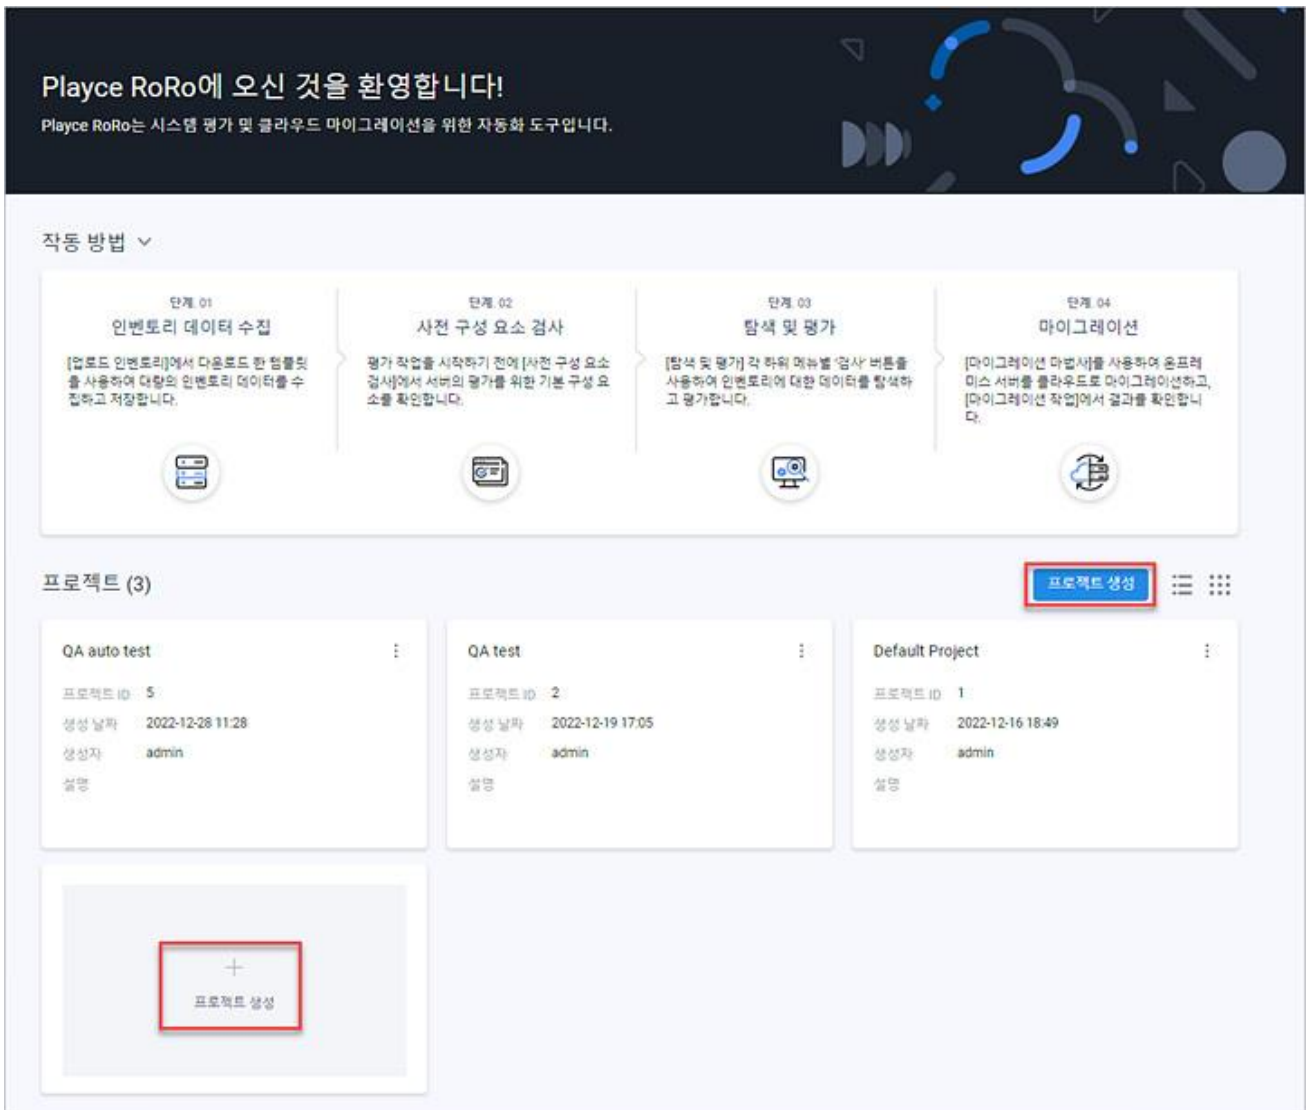 Playce RoRo에 오신 것을 환영합니다!
Playce RoRo는 시스템 평가 및 클라우드 마이그레이션을 위한 자동화 도구입니다.
작동 방법
단계. 01
인벤토리 데이터 수집
[업로드 인벤토리]에서 다운로드 한 템플릿
을 사용하여 대량의 인벤토리 데이터를 수
집하고 저장합니다.
단계. 02
사전 구성 요소 검사
평가 작업을 시작하기 전에 [사전 구성 요소
검사]에서 서버의 평가를 위한 기본 구성 요
소를 확인합니다.
단계. 03
탐색 및 평가
[탐색 및 평가] 각 하위 메뉴별 '검사' 버튼을
사용하여 인벤토리에 대한 데이터를 탐색하
고 평가합니다.
단계. 04
마이그레이션
[마이그레이션 마법사]를 사용하여 온프레
미스 서버를 클라우드로 마이그레이션하고,
[마이그레이션 작업]에서 결과를 확인합니
다.
프로젝트 (3)
프로젝트 생성
QA auto test
프로젝트 ID 5
생성 날짜 2022-12-28 11:28
생성자 admin
설명
QA test
프로젝트 ID 2
생성 날짜 2022-12-19 17:05
생성자 admin
설명
Default Project
프로젝트 ID 1
생성 날짜 2022-12-16 18:49
생성자 admin
설명
프로젝트 생성